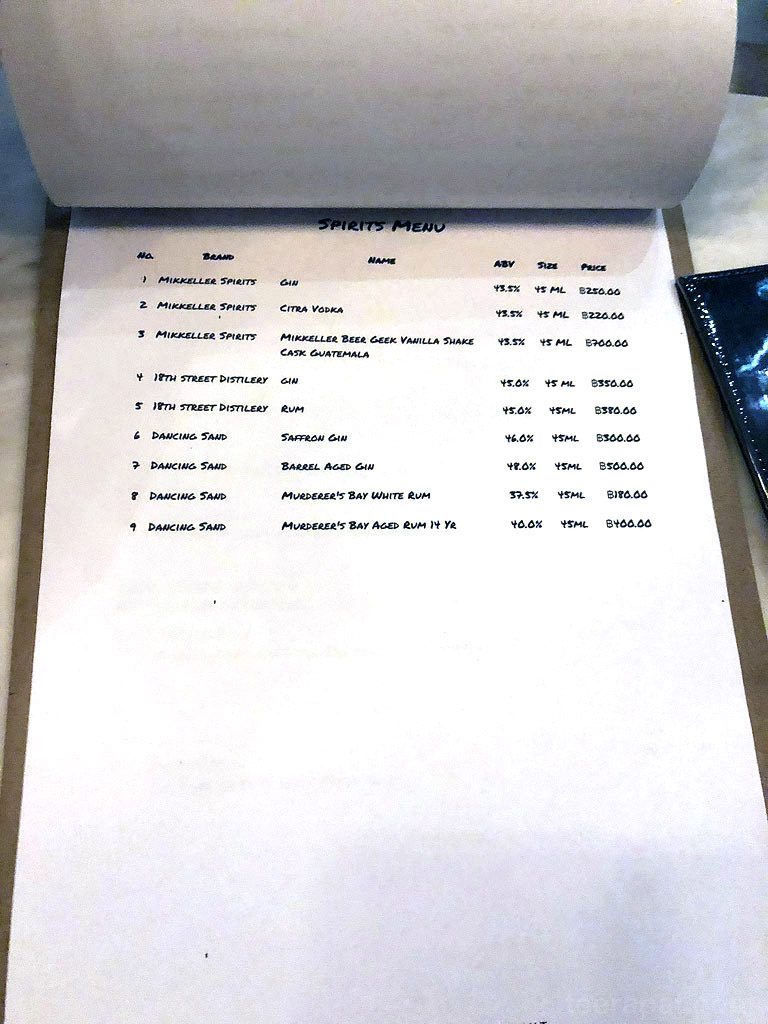 Spirits Menu
No. Brand Name ABV Size Price
1 Mikkeller Spirits Gin 43.5% 45 ML ฿250.00
2 Mikkeller Spirits Citra Vodka 43.5% 45 ML ฿220.00
3 Mikkeller Spirits Mikkeller Beer Geek Vanilla Shake 43.5% 45 ML ฿700.00
Cask Guatemala
4 18th Street Distilery Gin 45.0% 45 ML ฿350.00
5 18th Street Distilery Rum 45.0% 45ML ฿380.00
6 Dancing Sand Saffron Gin 46.0% 45ML ฿300.00
7 Dancing Sand Barrel Aged Gin 48.0% 45ML ฿500.00
8 Dancing Sand Murderer's Bay White Rum 37.5% 45ML ฿180.00
9 Dancing Sand Murderer's Bay Aged Rum 14 Yr 40.0% 45ML ฿400.00